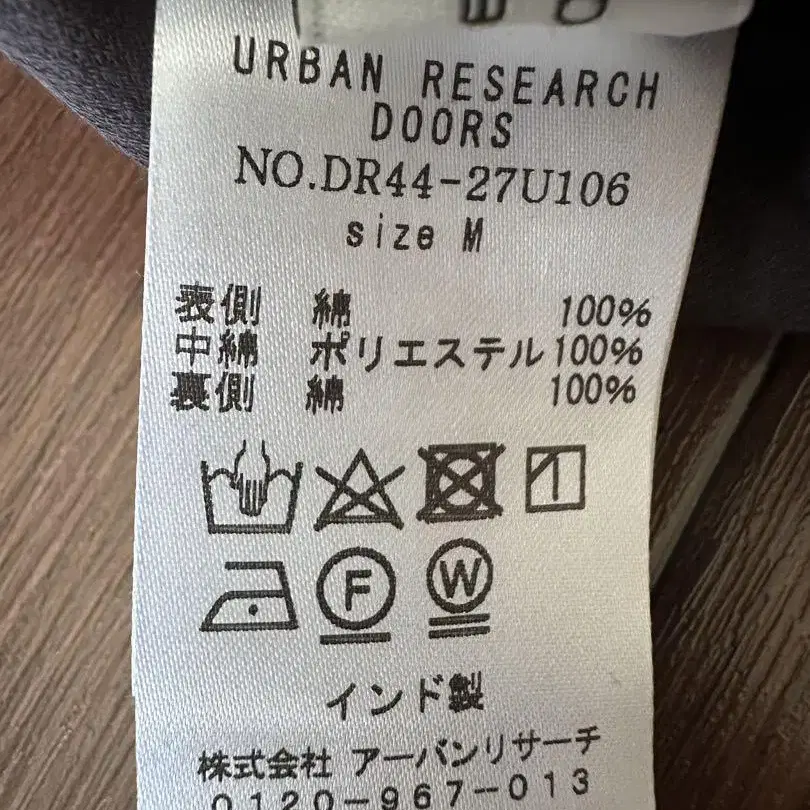 URBAN RESEARCH
DOORS
NO.DR44-27U106
size M
表側 綿 100%
中綿 ポリエステル100%
裏側 綿 100%
F W
インド製
株式会社 アーバンリサーチ
0120-967-013